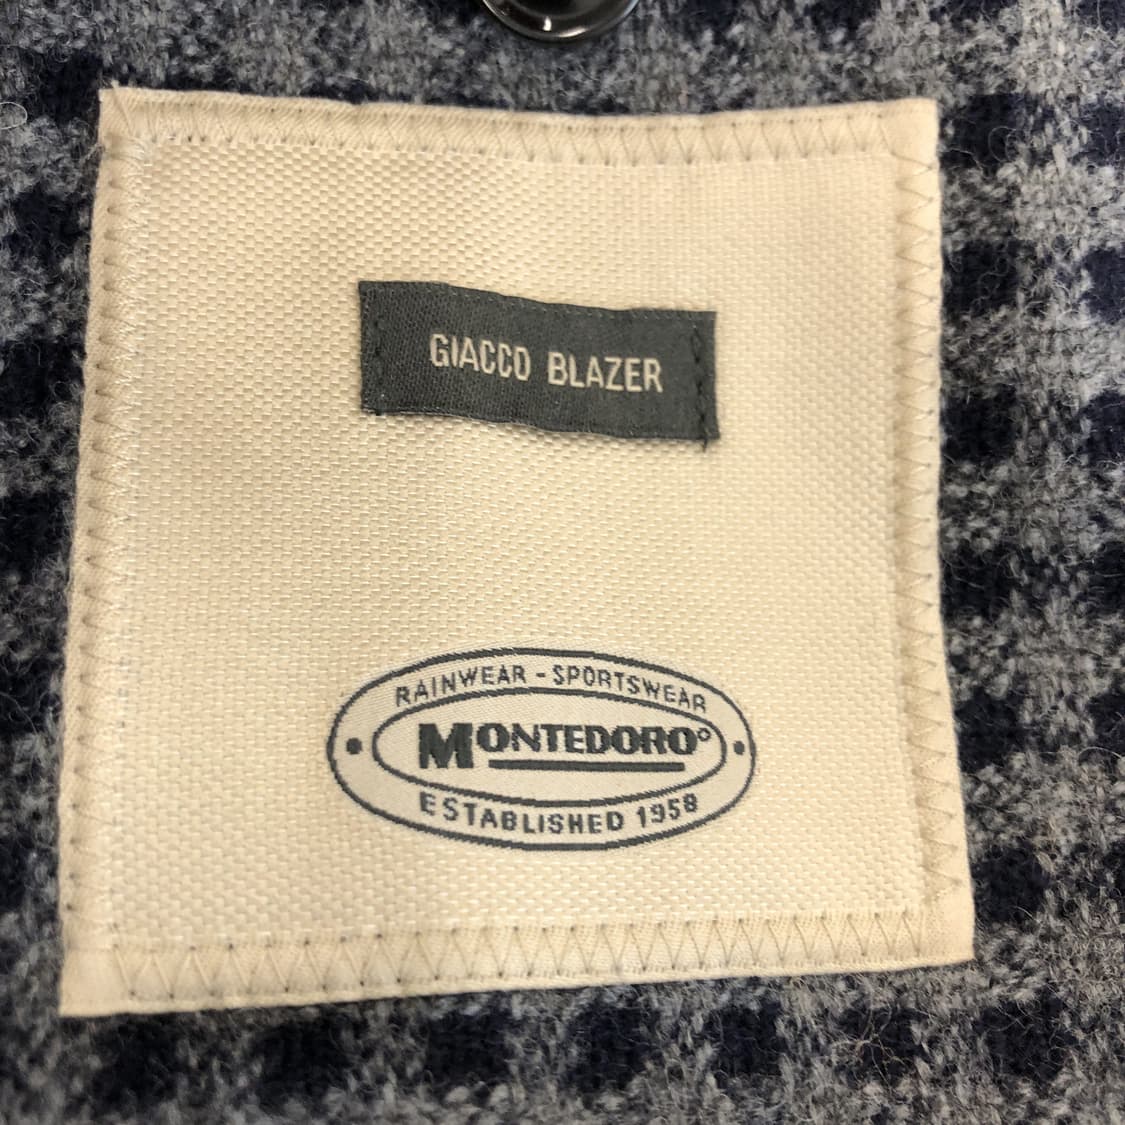 GIACCO BLAZER
RAINWEAR - SPORTSWEAR
MONTEDORO°
ESTABLISHED 1958